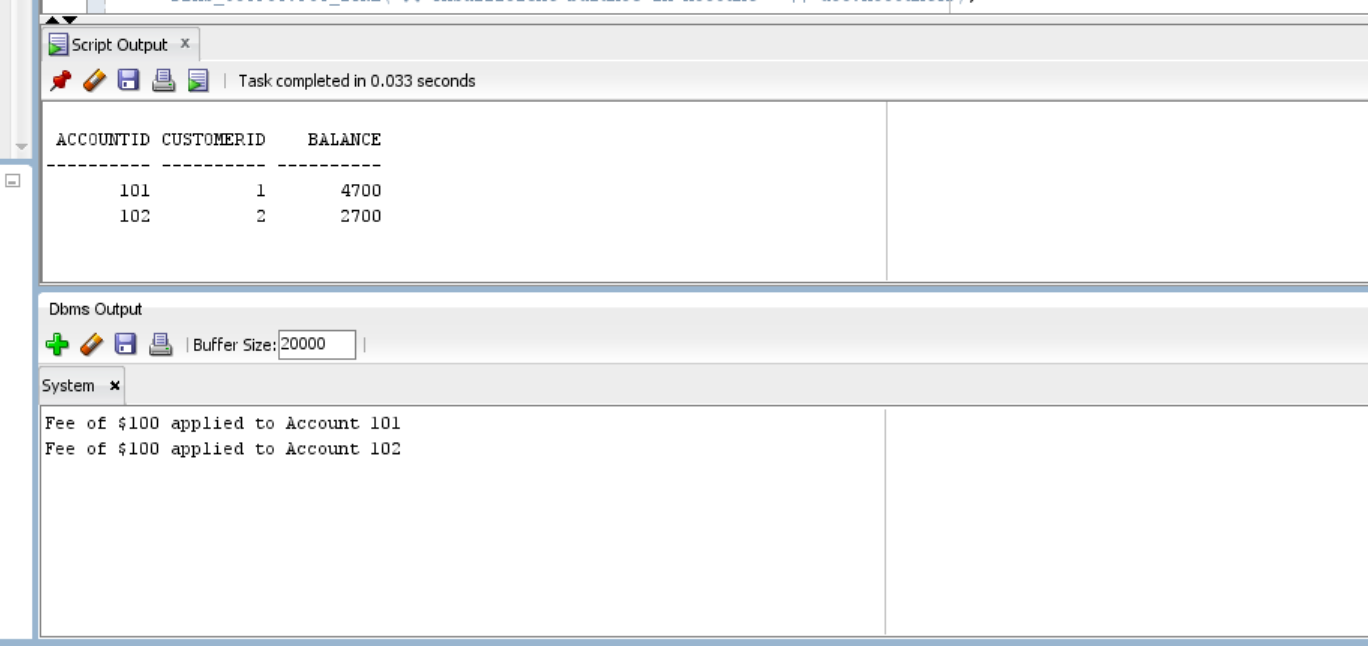 Script Output x
Task completed in 0.033 seconds
ACCOUNTID CUSTOMERID BALANCE
---------- ---------- ----------
101 1 4700
102 2 2700
Dbms Output
Buffer Size: 20000
System x
Fee of $100 applied to Account 101
Fee of $100 applied to Account 102